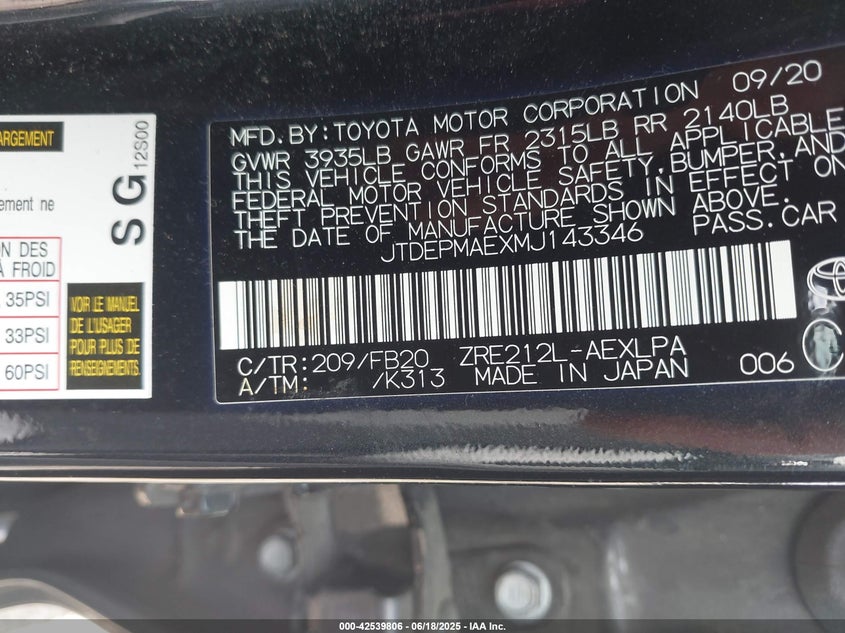 ARGEMENT
ement ne
ON DES
À FROID
35PSI
33PSI
60PSI
SG 12S00
VOIR LE MANUEL
DE L'USAGER
POUR PLUS DE
RENSEIGNEMENTS
MFD.BY:TOYOTA MOTOR CORPORATION 09/20
GVWR 3935LB GAWR FR 2315LB RR 2140LB
THIS VEHICLE CONFORMS TO ALL APPLICABLE
FEDERAL MOTOR VEHICLE SAFETY,BUMPER,AND
THEFT PREVENTION STANDARDS IN EFFECT ON
THE DATE OF MANUFACTURE SHOWN ABOVE.
JTDEPMAEXMJ143346 PASS.CAR
C/TR:209/FB20 ZRE212L-AEXLPA
A/TM: /K313 MADE IN JAPAN 006
000-42539806 - 06/18/2025 - IAA Inc.